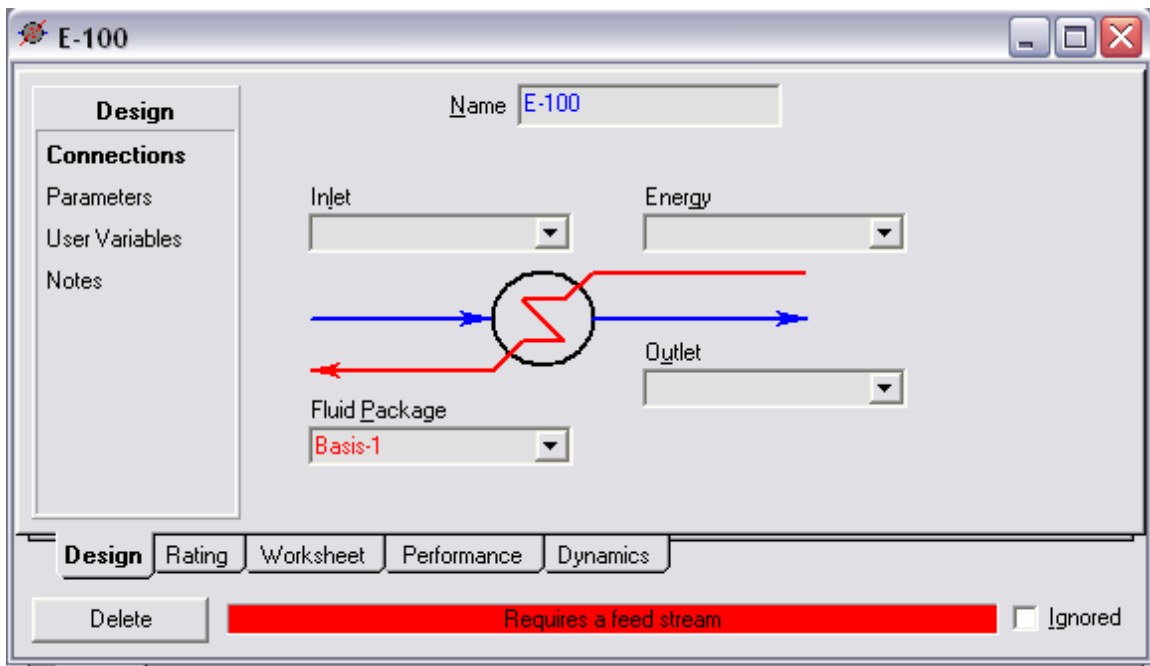 E-100
Design
Name E-100
Connections
Parameters
Inlet
Energy
User Variables
Notes
Outlet
Fluid Package
Basis-1
Design Rating Worksheet Performance Dynamics
Delete Requires a feed stream Ignored